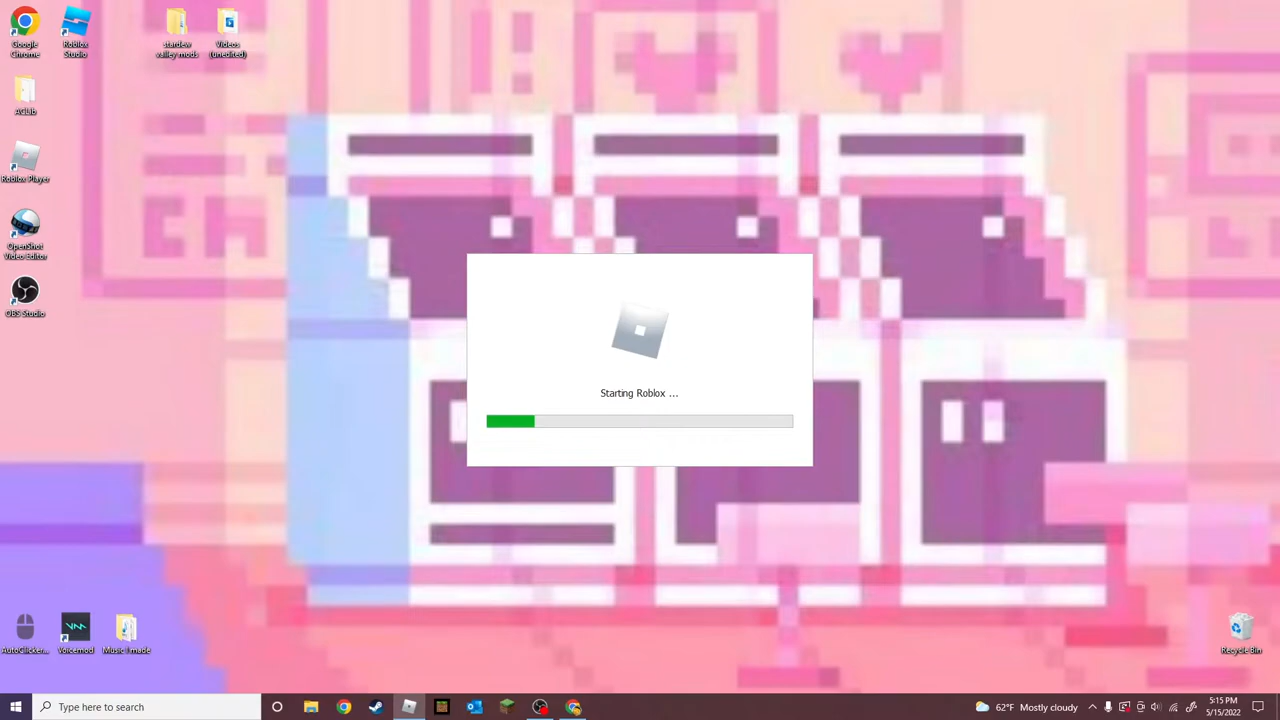 Google
Chrome
Roblox
Studio
stardew
valley mods
Videos
(unedited)
AGLib
Roblox Player
OpenShot
Video Editor
OBS Studio
Starting Roblox ...
AutoClicker...
Voicemod
Music I made
Recycle Bin
Type here to search
62°F Mostly cloudy
5:15 PM
5/15/2022